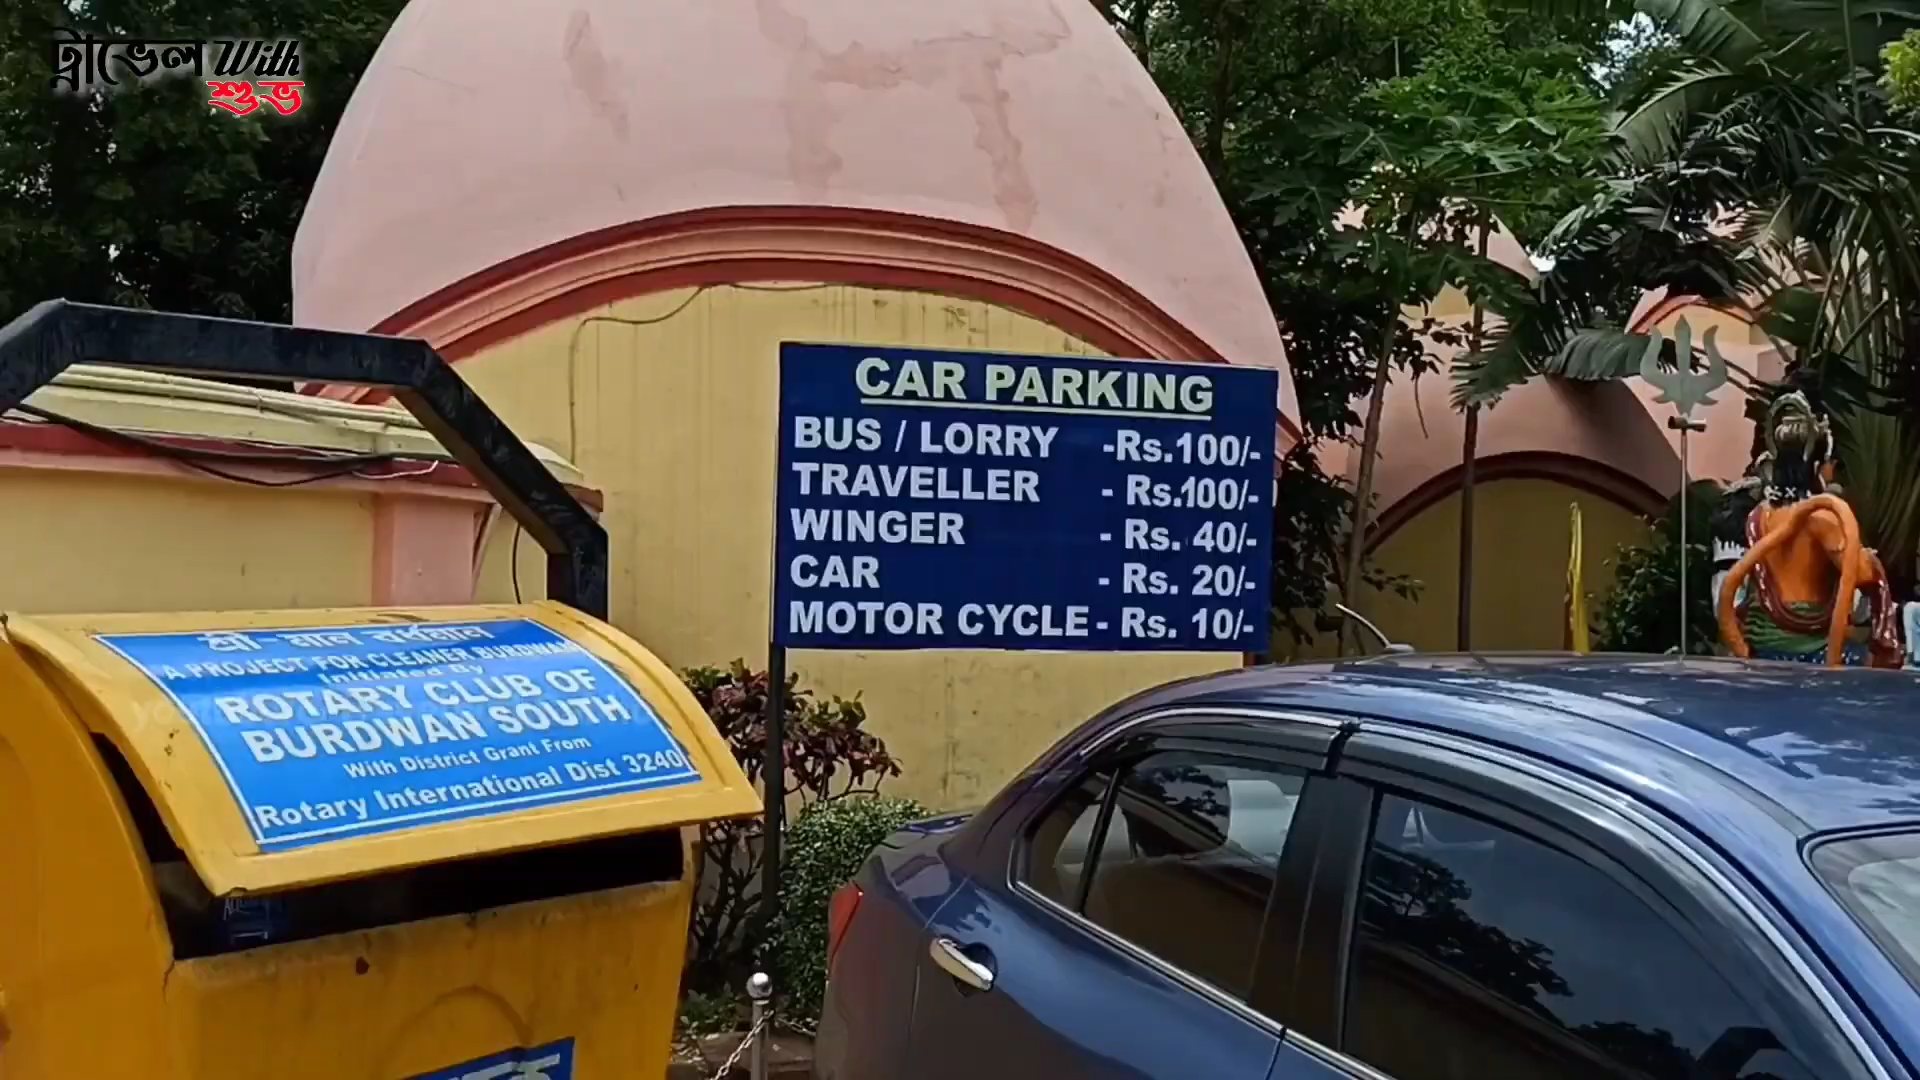 ট্রাভেল With
শুভ
CAR PARKING
BUS / LORRY -Rs.100/-
TRAVELLER - Rs.100/-
WINGER - Rs. 40/-
CAR - Rs. 20/-
MOTOR CYCLE - Rs. 10/-
A PROJECT FOR CLEANER BURDWAN
Initiated By
ROTARY CLUB OF
BURDWAN SOUTH
With District Grant From
Rotary International Dist 3240